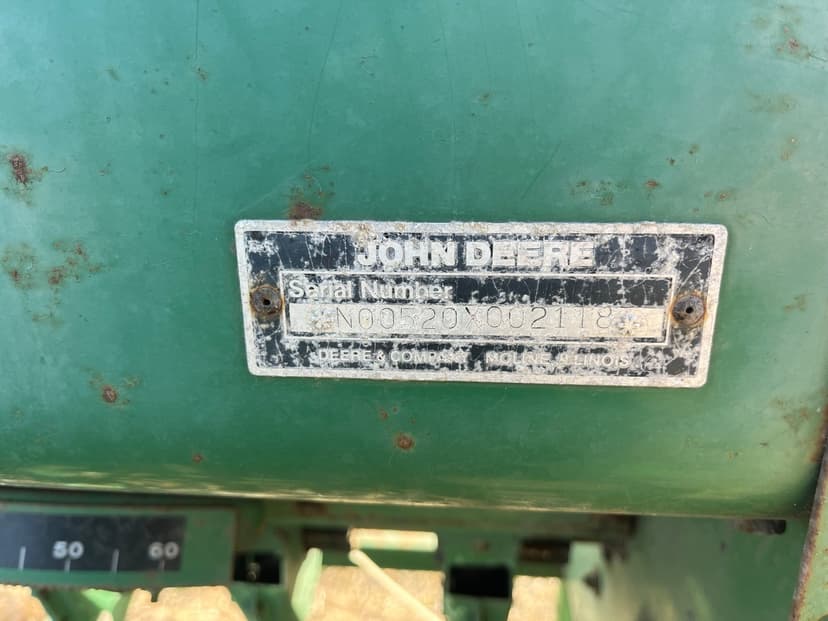 JOHN DEERE
Serial Number
*N00520X002118*
DEERE & COMPANY MOLINE, ILLINOIS
50 60